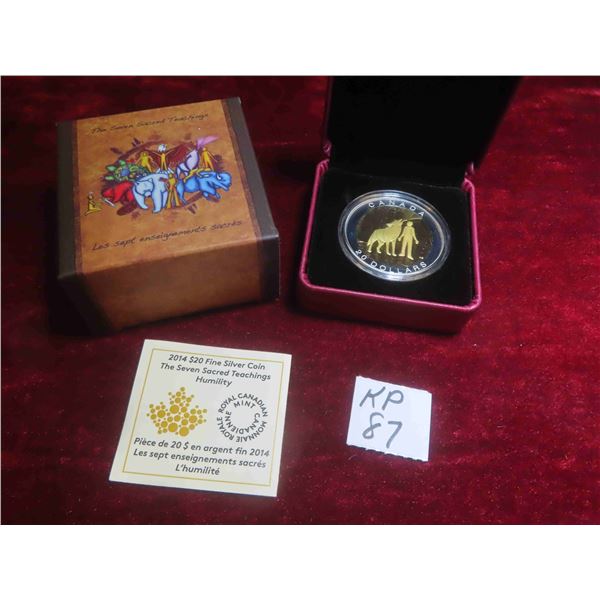 The Seven Sacred Teachings
Les sept enseignements sacrés
CANADA
20 DOLLARS
2014 $20 Fine Silver Coin
The Seven Sacred Teachings
Humility
ROYAL CANADIAN MINT
MONNAIE ROYALE CANADIENNE
Pièce de 20 $ en argent fin 2014
Les sept enseignements sacrés
L'humilité
KP
87